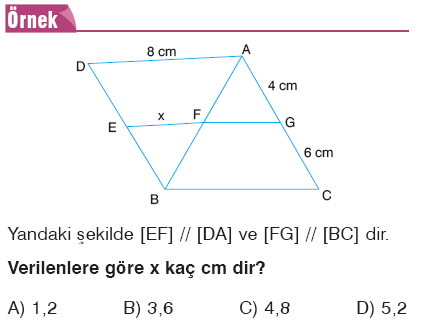 Örnek
8 cm
D
A
4 cm
E
x
F
G
6 cm
B
C
Yandaki şekilde [EF] // [DA] ve [FG] // [BC] dir.
Verilenlere göre x kaç cm dir?
A) 1,2 B) 3,6 C) 4,8 D) 5,2